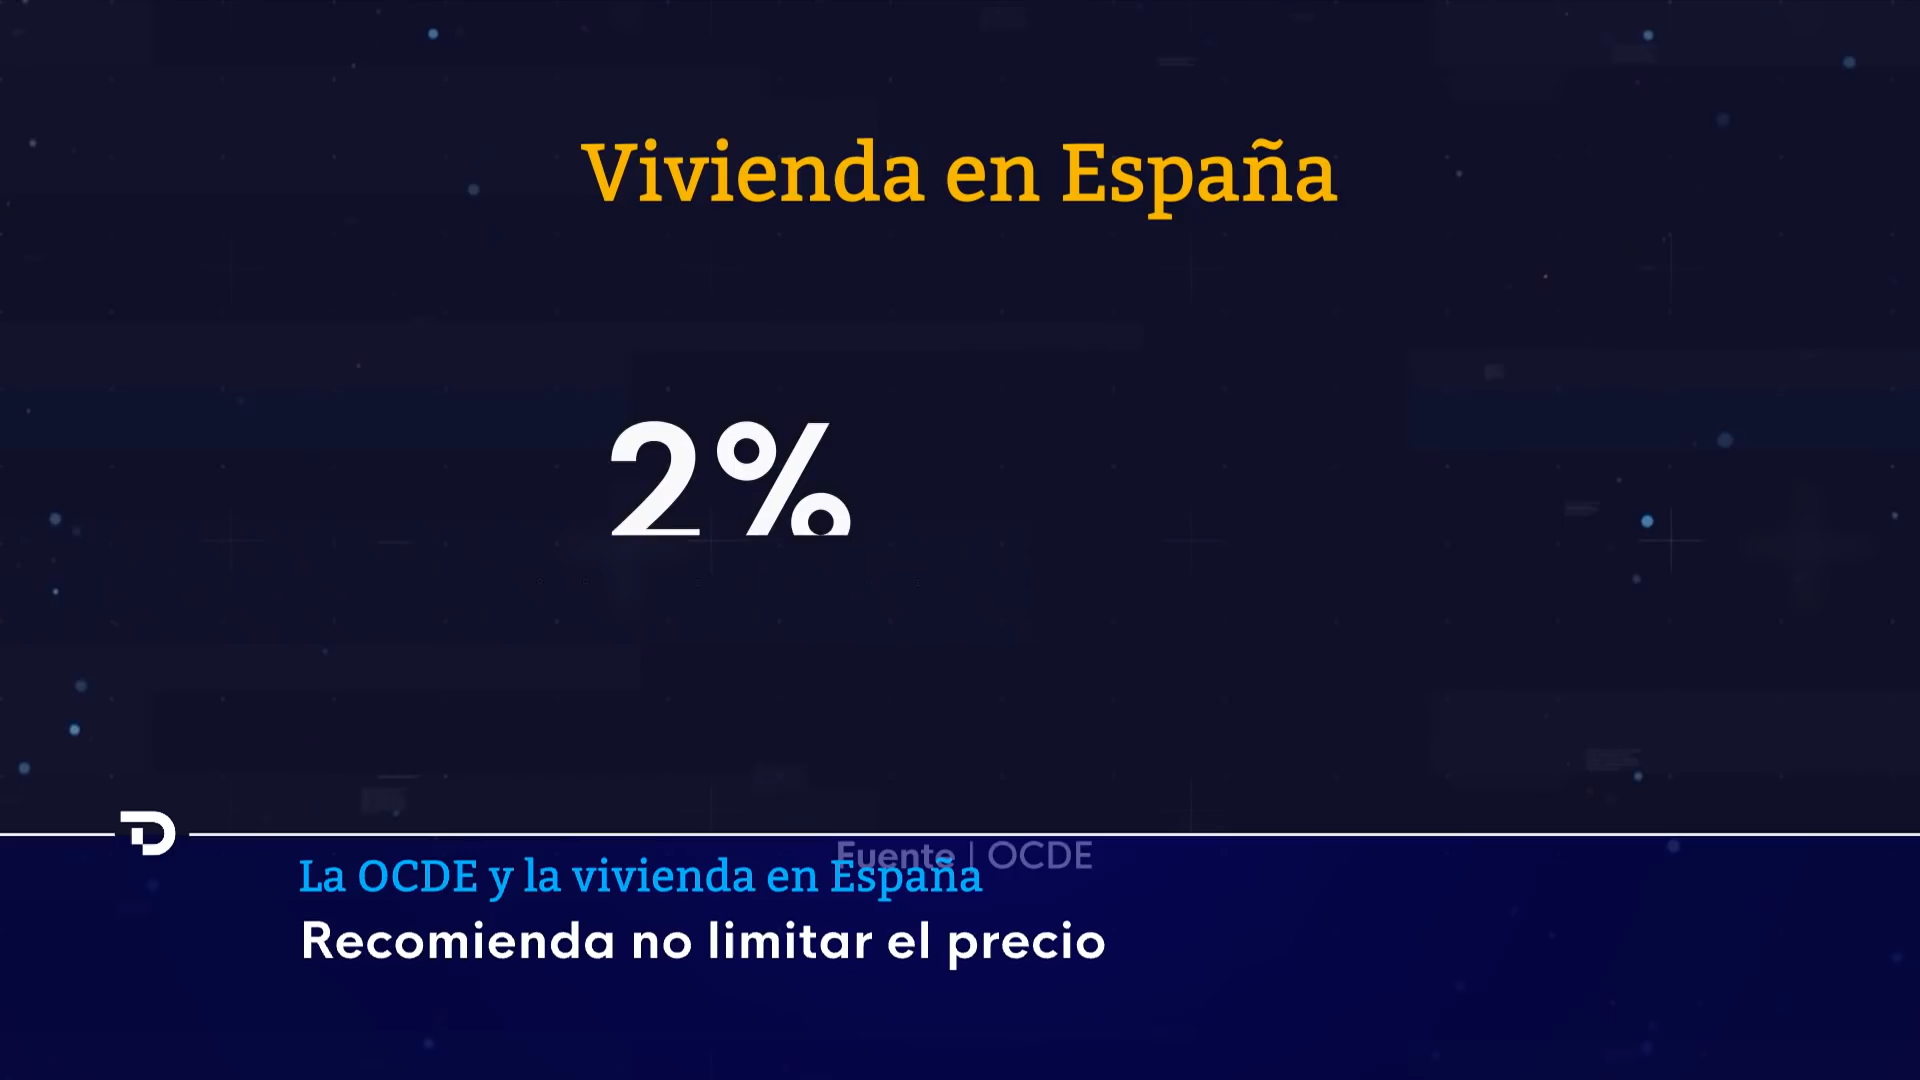 Vivienda en España
2%
Fuente | OCDE
La OCDE y la vivienda en España
Recomienda no limitar el precio